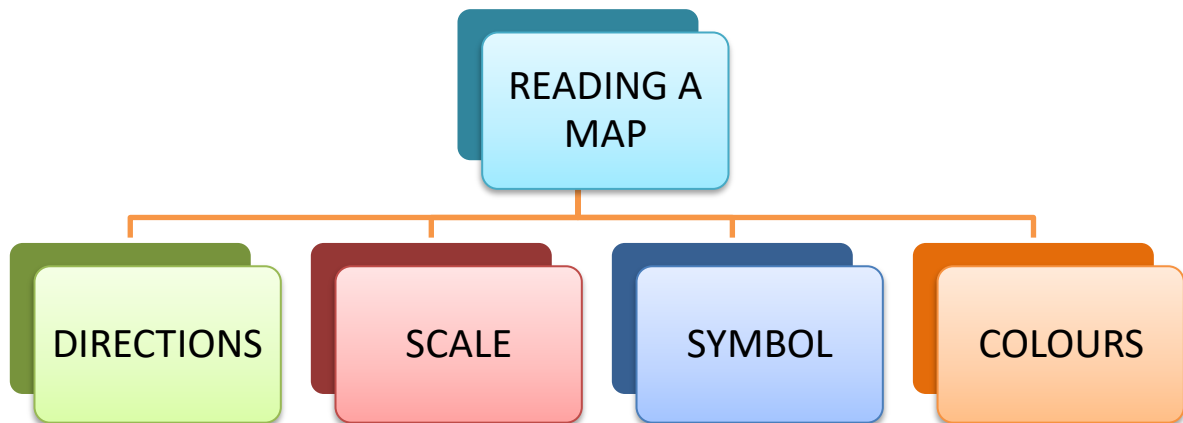 READING A
MAP
DIRECTIONS
SCALE
SYMBOL
COLOURS